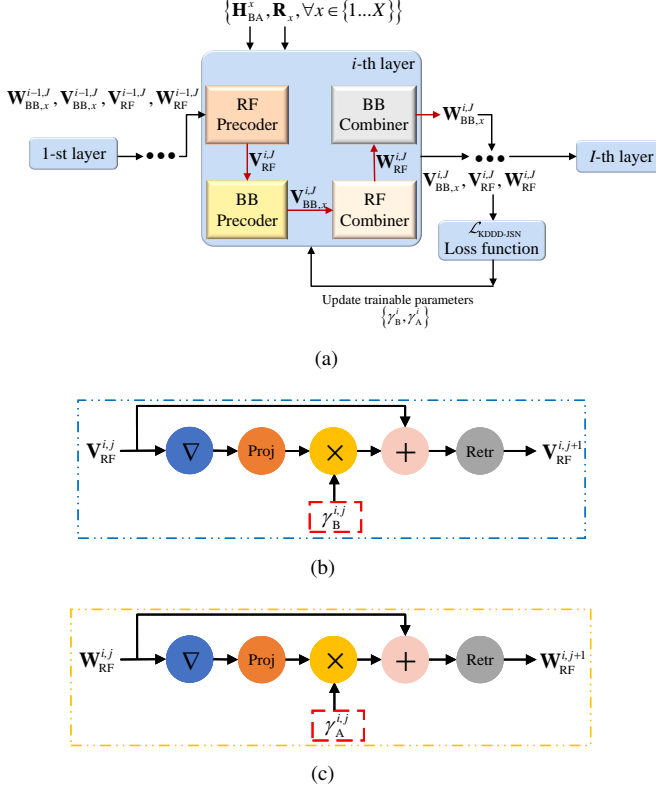 {𝐇_BA^x, 𝐑_x, ∀x ∈ {1...X}}
i-th layer
𝐖_BB,x^{i−1,J}, 𝐕_BB,x^{i−1,J}, 𝐕_RF^{i−1,J}, 𝐖_RF^{i−1,J}
RF
Precoder
BB
Combiner
𝐖_BB,x^{i,J}
1-st layer
𝐕_RF^{i,J}
𝐖_RF^{i,J}
I-th layer
BB
Precoder
𝐕_BB,x^{i,J}
RF
Combiner
𝐕_BB,x^{i,J}, 𝐕_RF^{i,J}, 𝐖_RF^{i,J}
ℒ_KDDD-JSN
Loss function
Update trainable parameters
{γ_B^i, γ_A^i}
(a)
𝐕_RF^{i,j} ∇ Proj × + Retr 𝐕_RF^{i,j+1}
γ_B^{i,j}
(b)
𝐖_RF^{i,j} ∇ Proj × + Retr 𝐖_RF^{i,j+1}
γ_A^{i,j}
(c)